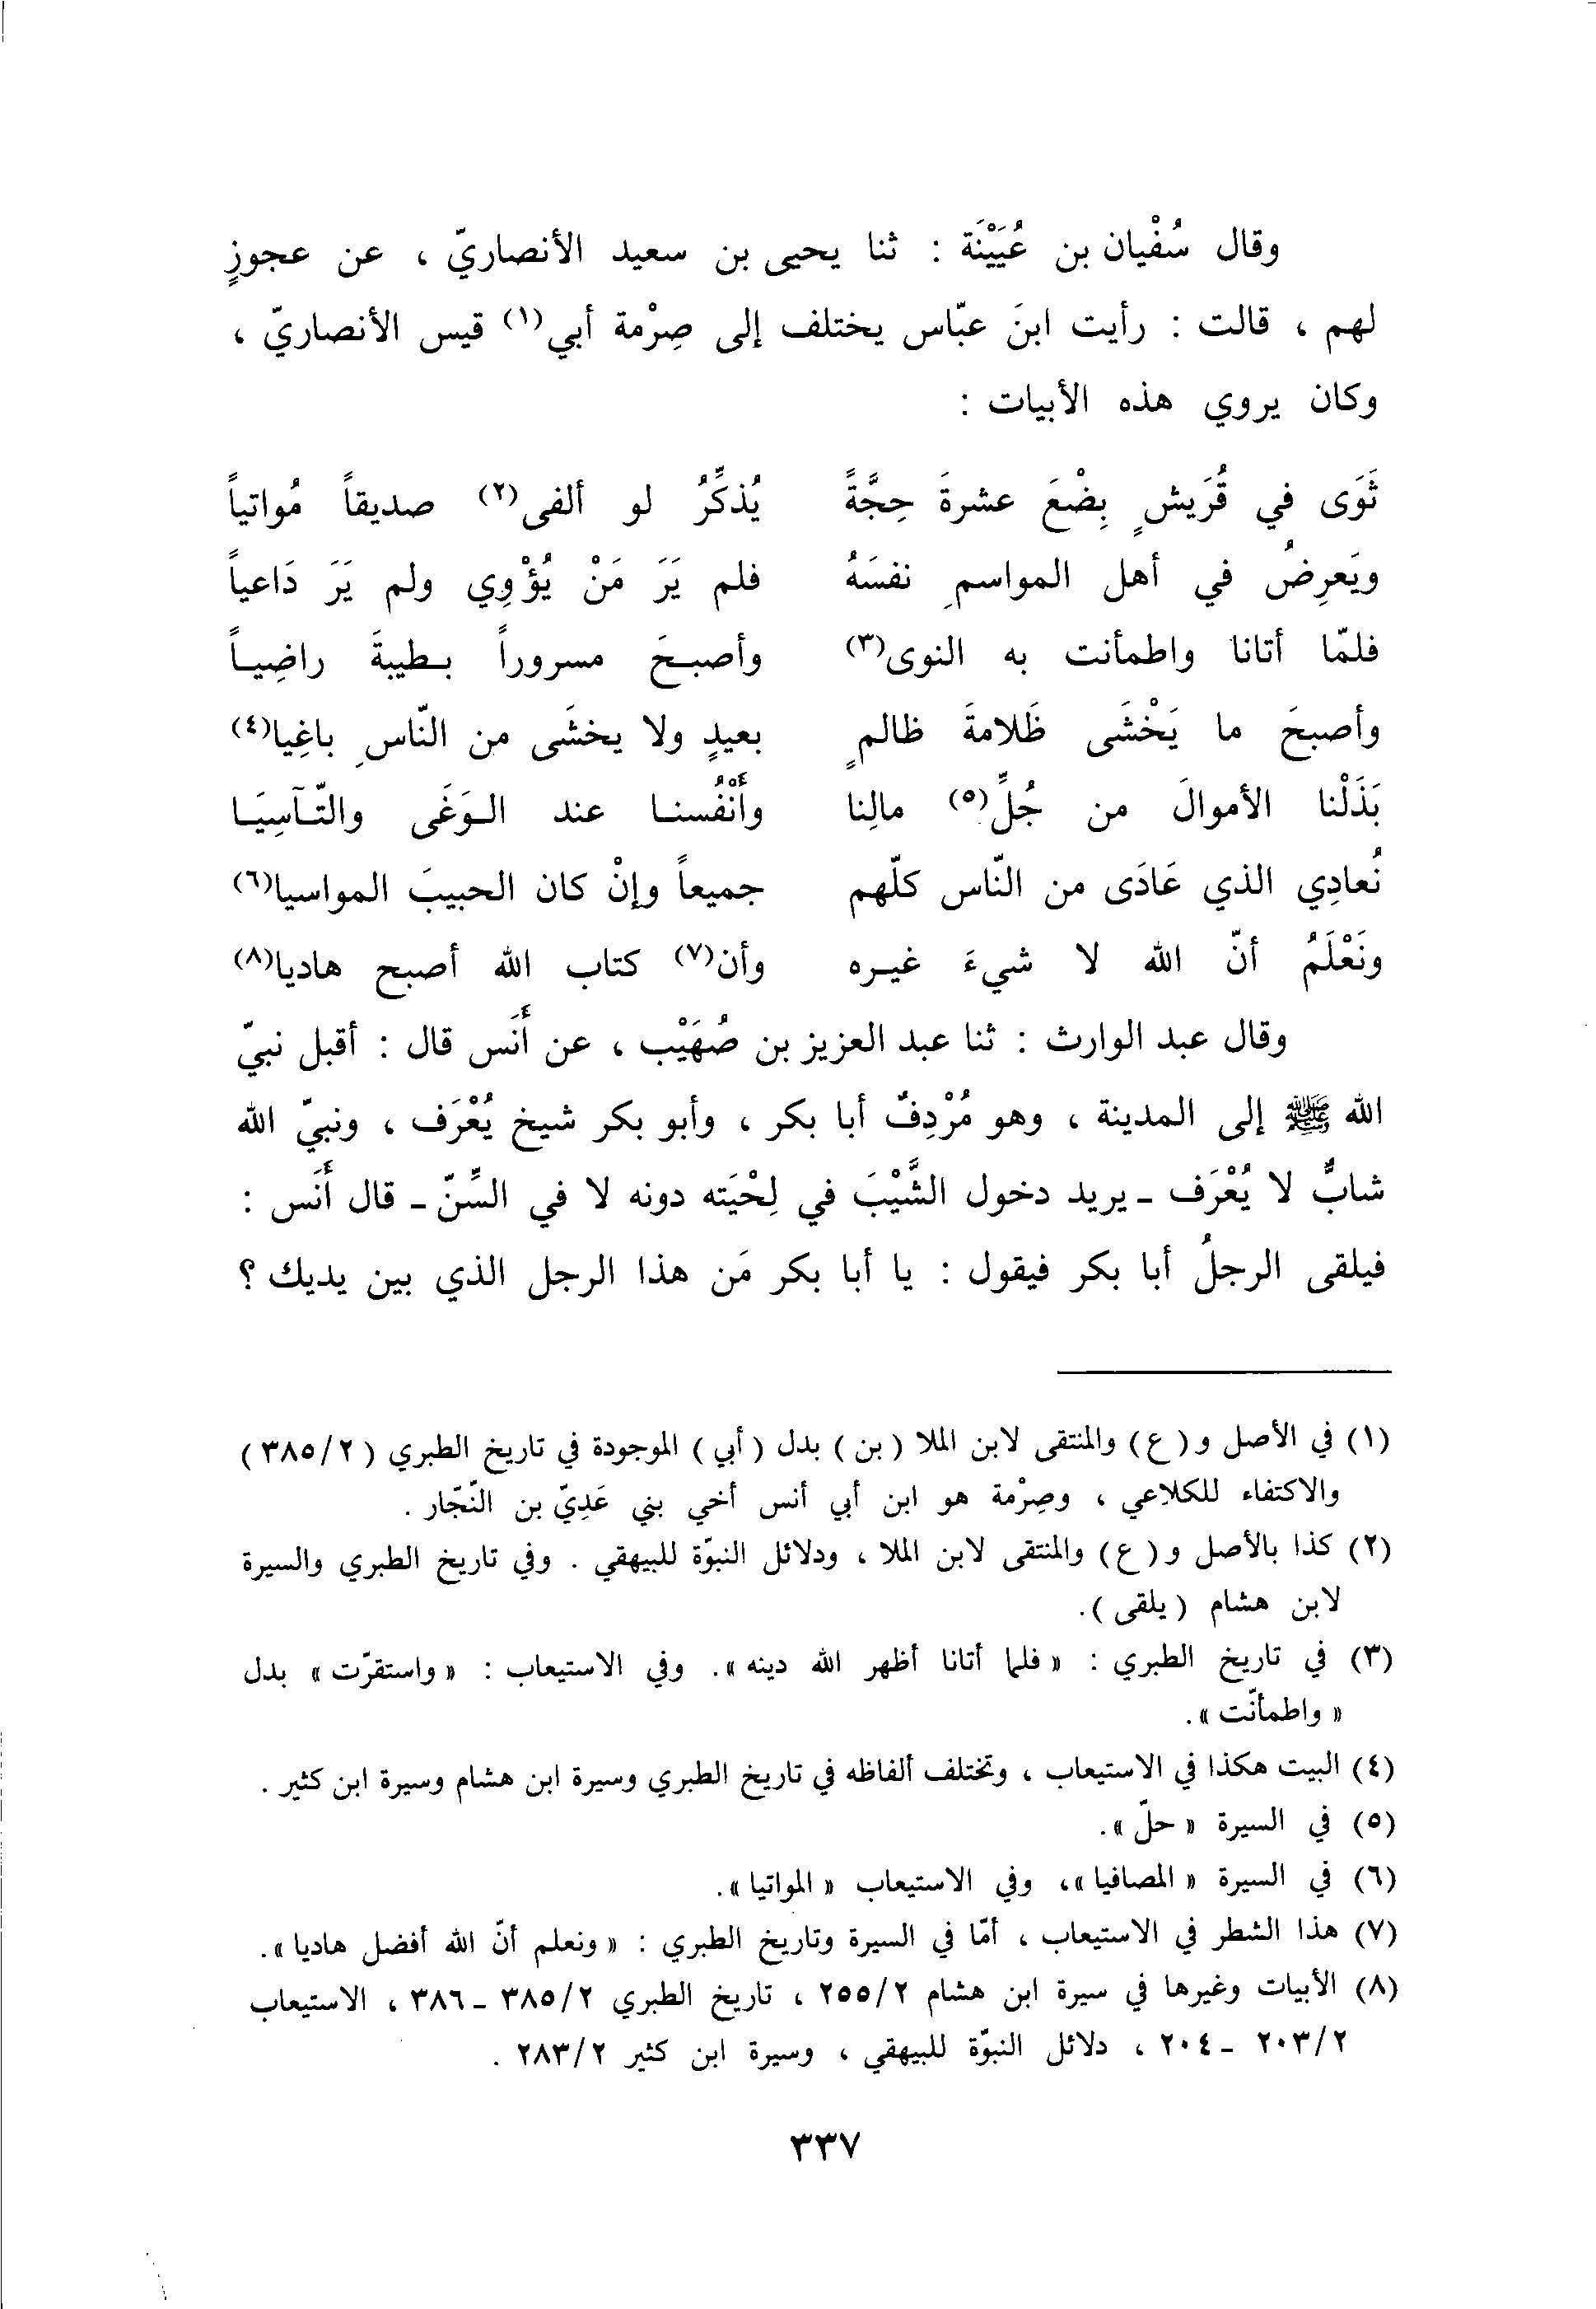 وقال سُفْيان بن عُيَيْنَة : ثنا يحيى بن سعيد الأنصاريّ ، عن عجوزٍ
لهم ، قالت : رأيت ابنَ عبّاس يختلف إلى صِرْمة أبي(١) قيس الأنصاريّ ،
وكان يروي هذه الأبيات :
ثَوَى في قُرَيشٍ بِضْعَ عشرةَ حِجَّةً يُذكِّرُ لو ألفى(٢) صديقاً مُواتياً
ويَعرِضُ في أهل المواسمِ نفسَهُ فلم يَرَ مَنْ يُؤْوِي ولم يَرَ دَاعياً
فلمّا أتانا واطمأنت به النوى(٣) وأصبـحَ مسروراً بـطيبةَ راضِيـاً
وأصبحَ ما يَخْشَى ظَلامةَ ظالمٍ بعيدٍ ولا يخشَى من النّاسِ باغِيا(٤)
بَذَلْنا الأموالَ من جُلِّ(٥) مالِنا وأَنْفُسنـا عند الـوَغَى والتّـآسِيَـا
نُعادِي الذي عَادَى من النّاس كلّهم جميعاً وإنْ كان الحبيبَ المواسيا(٦)
ونَعْلَمُ أنّ الله لا شيءَ غيـره وأن(٧) كتاب الله أصبح هاديا(٨)
وقال عبد الوارث : ثنا عبد العزيز بن صُهَيْب ، عن أَنَس قال : أقبل نبيّ
الله ﷺ إلى المدينة ، وهو مُرْدِفٌ أبا بكر ، وأبو بكر شيخ يُعْرَف ، ونبيّ الله
شابٌّ لا يُعْرَف ـ يريد دخول الشَّيْبَ في لِحْيَته دونه لا في السِّنّ ـ قال أَنَس :
فيلقى الرجلُ أبا بكر فيقول : يا أبا بكر مَن هذا الرجل الذي بين يديك ؟
(١) في الأصل و(ع) والمنتقى لابن الملا (بن) بدل (أبي) الموجودة في تاريخ الطبري (٣٨٥/٢)
والاكتفاء للكلاعي ، وصِرْمة هو ابن أبي أنس أخي بني عَدِيّ بن النّجّار .
(٢) كذا بالأصل و(ع) والمنتقى لابن الملا ، ودلائل النبوّة للبيهقي . وفي تاريخ الطبري والسيرة
لابن هشام (يلقى).
(٣) في تاريخ الطبري : « فلما أتانا أظهر الله دينه ». وفي الاستيعاب : « واستقرّت » بدل
« واطمأنّت ».
(٤) البيت هكذا في الاستيعاب ، وتختلف ألفاظه في تاريخ الطبري وسيرة ابن هشام وسيرة ابن كثير .
(٥) في السيرة « حلّ ».
(٦) في السيرة « المصافيا »، وفي الاستيعاب « المواتيا ».
(٧) هذا الشطر في الاستيعاب ، أمّا في السيرة وتاريخ الطبري : « ونعلم أنّ الله أفضل هاديا ».
(٨) الأبيات وغيرها في سيرة ابن هشام ٢٥٥/٢ ، تاريخ الطبري ٣٨٥/٢ ـ ٣٨٦ ، الاستيعاب
٢٠٣/٢ ـ ٢٠٤ ، دلائل النبوّة للبيهقي ، وسيرة ابن كثير ٢٨٣/٢ .
٣٣٧